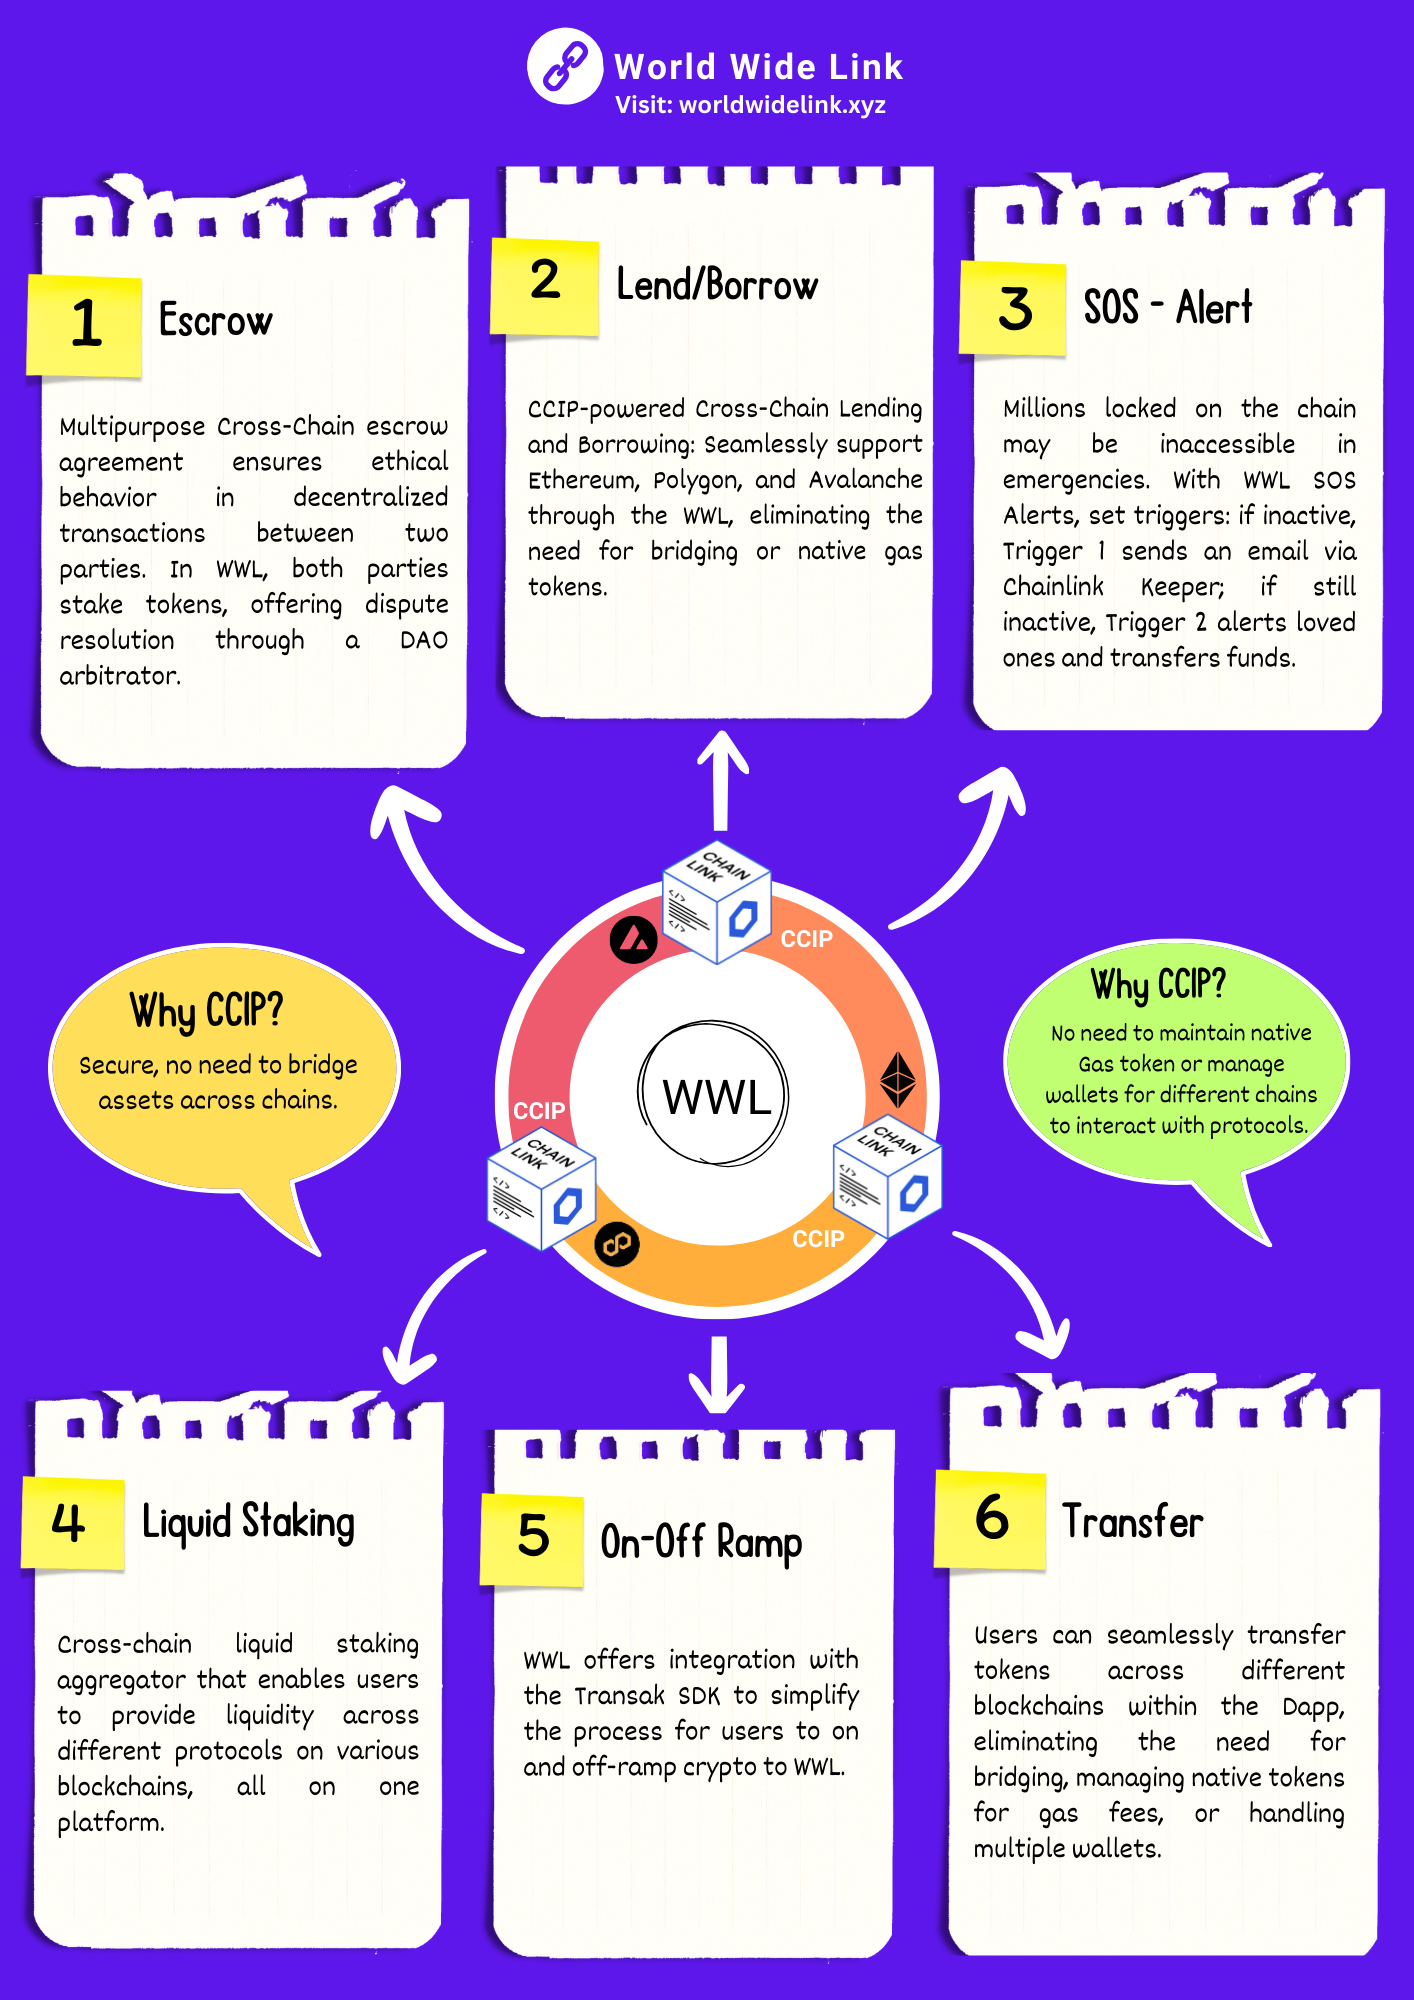 World Wide Link
Visit: worldwidelink.xyz
1
Escrow
Multipurpose Cross-Chain escrow
agreement ensures ethical
behavior in decentralized
transactions between two
parties. In WWL, both parties
stake tokens, offering dispute
resolution through a DAO
arbitrator.
2
Lend/Borrow
CCIP-powered Cross-Chain Lending
and Borrowing: Seamlessly support
Ethereum, Polygon, and Avalanche
through the WWL, eliminating the
need for bridging or native gas
tokens.
3
SOS - Alert
Millions locked on the chain
may be inaccessible in
emergencies. With WWL SOS
Alerts, set triggers: if inactive,
Trigger 1 sends an email via
Chainlink Keeper; if still
inactive, Trigger 2 alerts loved
ones and transfers funds.
Why CCIP?
Secure, no need to bridge
assets across chains.
CHAIN
LINK
</>
</>
CCIP
WWL
CCIP
CHAIN
LINK
</>
</>
CHAIN
LINK
</>
</>
CCIP
Why CCIP?
No need to maintain native
Gas token or manage
wallets for different chains
to interact with protocols.
4
Liquid Staking
Cross-chain liquid staking
aggregator that enables users
to provide liquidity across
different protocols on various
blockchains, all on one
platform.
5
On-Off Ramp
WWL offers integration with
the Transak SDK to simplify
the process for users to on
and off-ramp crypto to WWL.
6
Transfer
Users can seamlessly transfer
tokens across different
blockchains within the Dapp,
eliminating the need for
bridging, managing native tokens
for gas fees, or handling
multiple wallets.